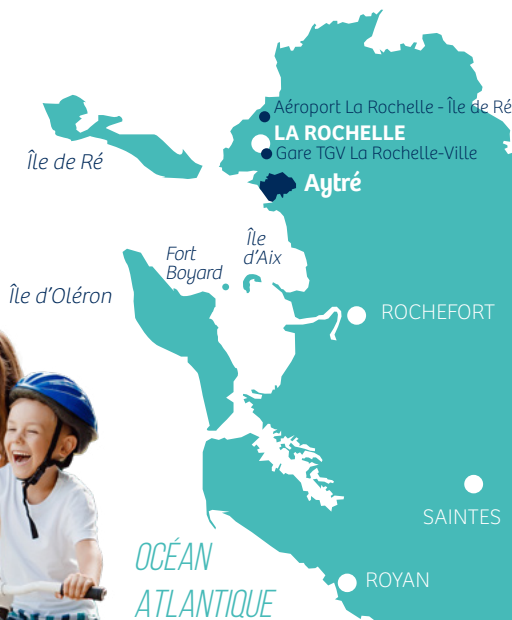 Aéroport La Rochelle - Île de Ré
LA ROCHELLE
Gare TGV La Rochelle-Ville
Île de Ré
Aytré
Fort
Boyard
Île
d'Aix
Île d'Oléron
ROCHEFORT
SAINTES
OCÉAN
ATLANTIQUE
ROYAN